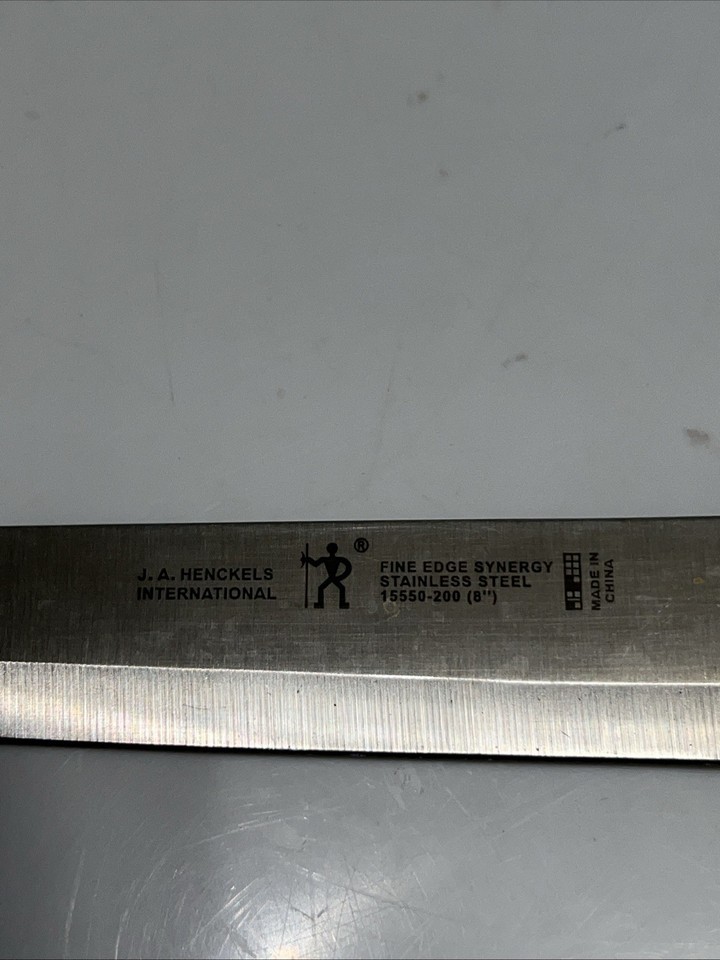 J. A. HENCKELS
INTERNATIONAL
®
FINE EDGE SYNERGY
STAINLESS STEEL
15550-200 (8")
MADE IN
CHINA